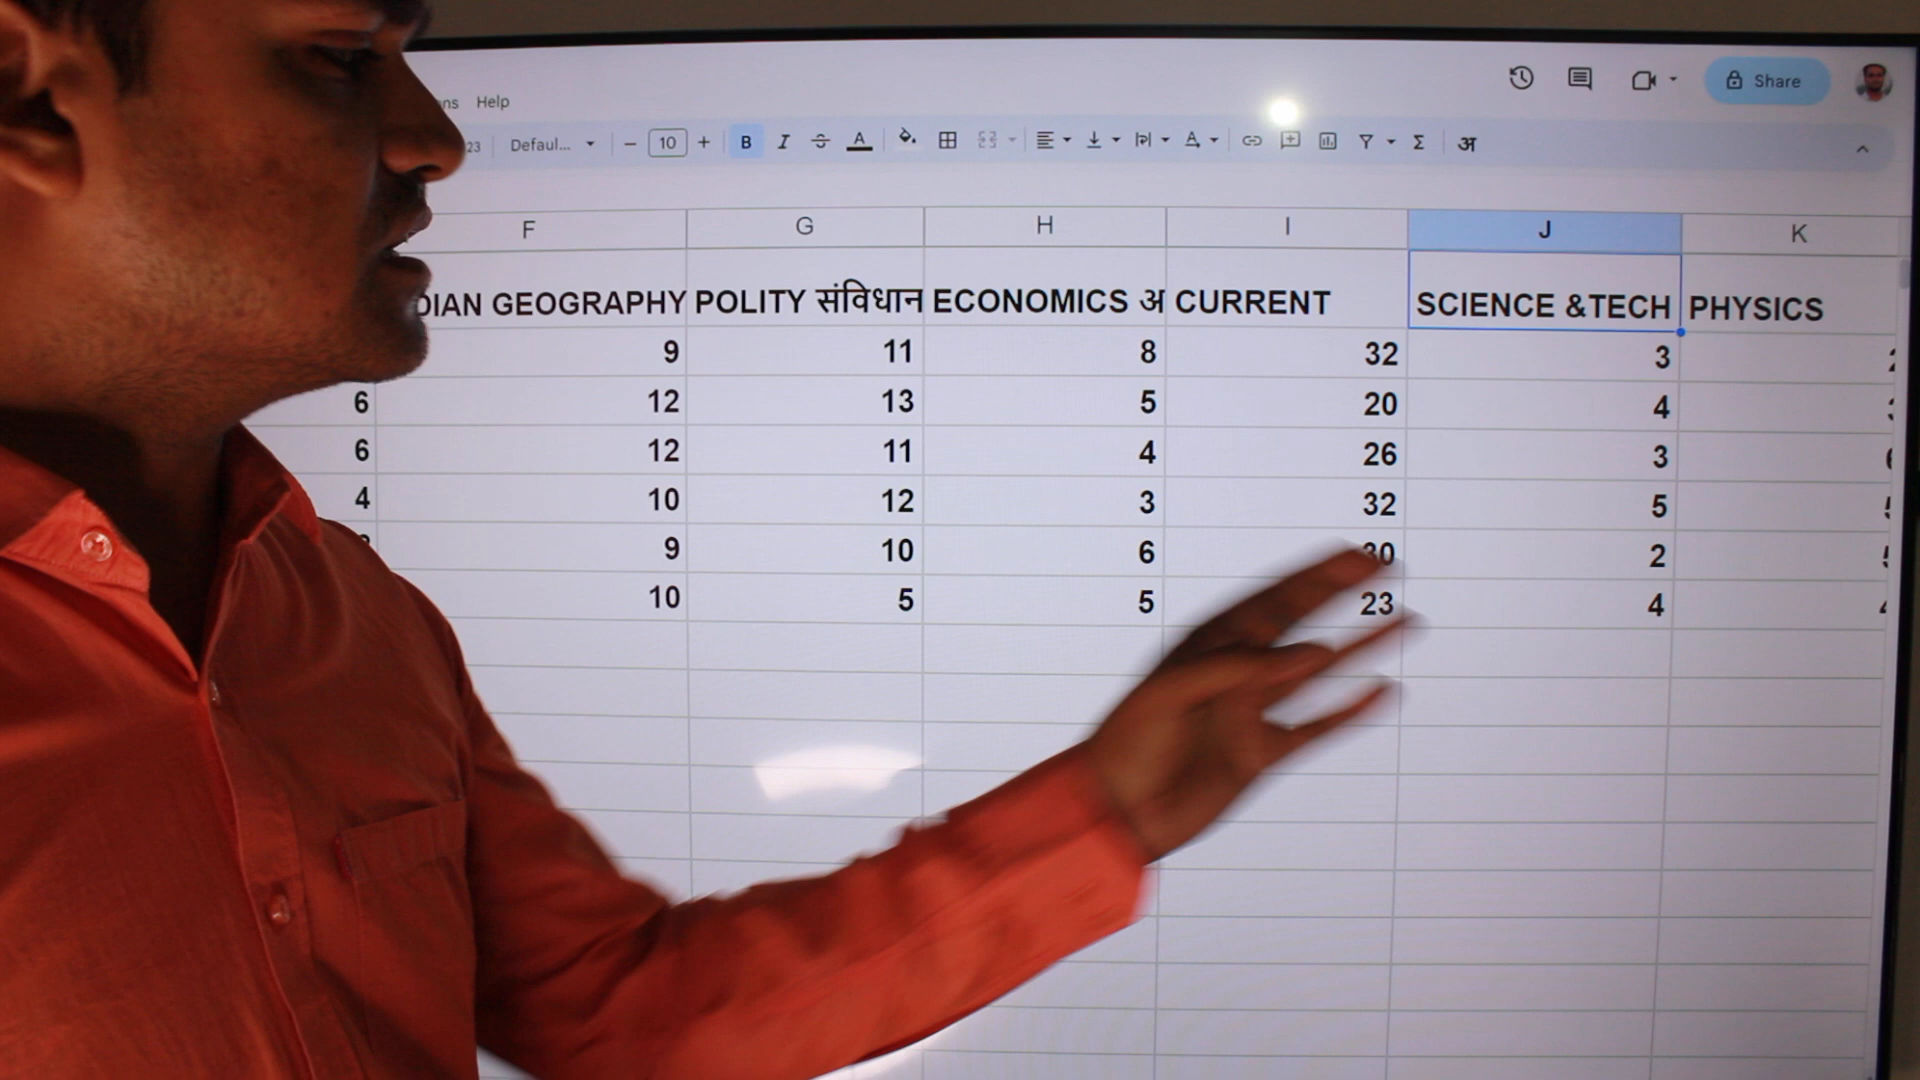 Help
Share
Defaul... 10 B I A अ
F G H I J K
DIAN GEOGRAPHY POLITY संविधान ECONOMICS अ CURRENT SCIENCE &TECH PHYSICS
9 11 8 32 3
6 12 13 5 20 4
6 12 11 4 26 3
4 10 12 3 32 5
9 10 6 30 2
10 5 5 23 4